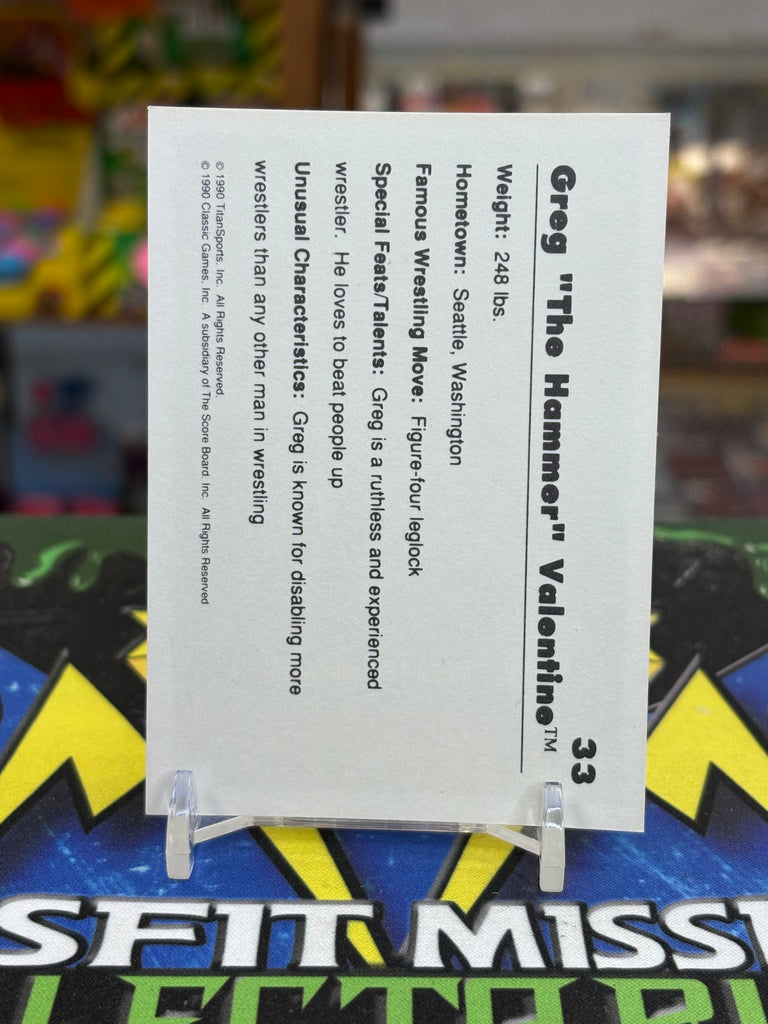 33
Greg "The Hammer" Valentine™
Weight: 248 lbs.
Hometown: Seattle, Washington
Famous Wrestling Move: Figure-four leglock
Special Feats/Talents: Greg is a ruthless and experienced
wrestler. He loves to beat people up
Unusual Characteristics: Greg is known for disabling more
wrestlers than any other man in wrestling
© 1990 TitanSports, Inc. All Rights Reserved.
© 1990 Classic Games, Inc. A subsidiary of The Score Board, Inc. All Rights Reserved
SFIT MISSI